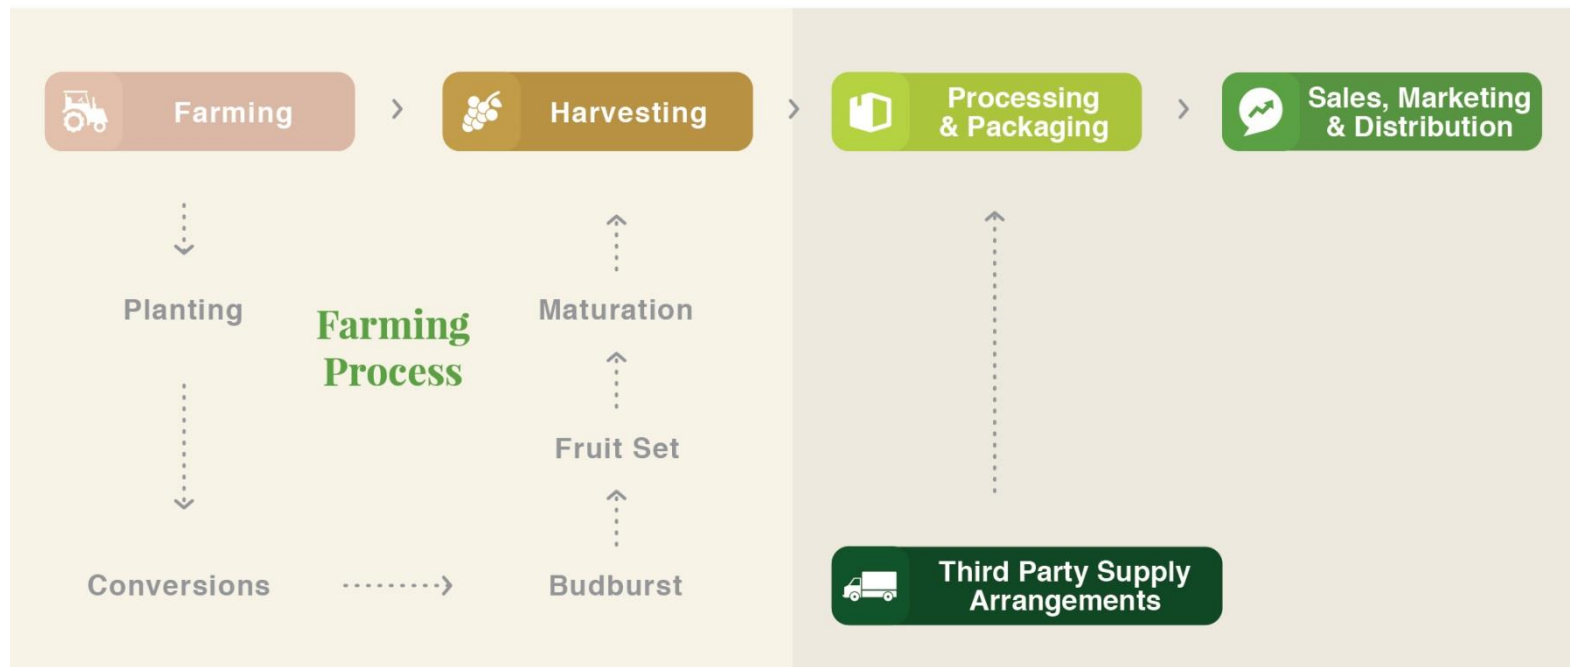 Farming
Harvesting
Processing
& Packaging
Sales, Marketing
& Distribution
Planting
Farming
Process
Maturation
Fruit Set
Conversions
Budburst
Third Party Supply
Arrangements